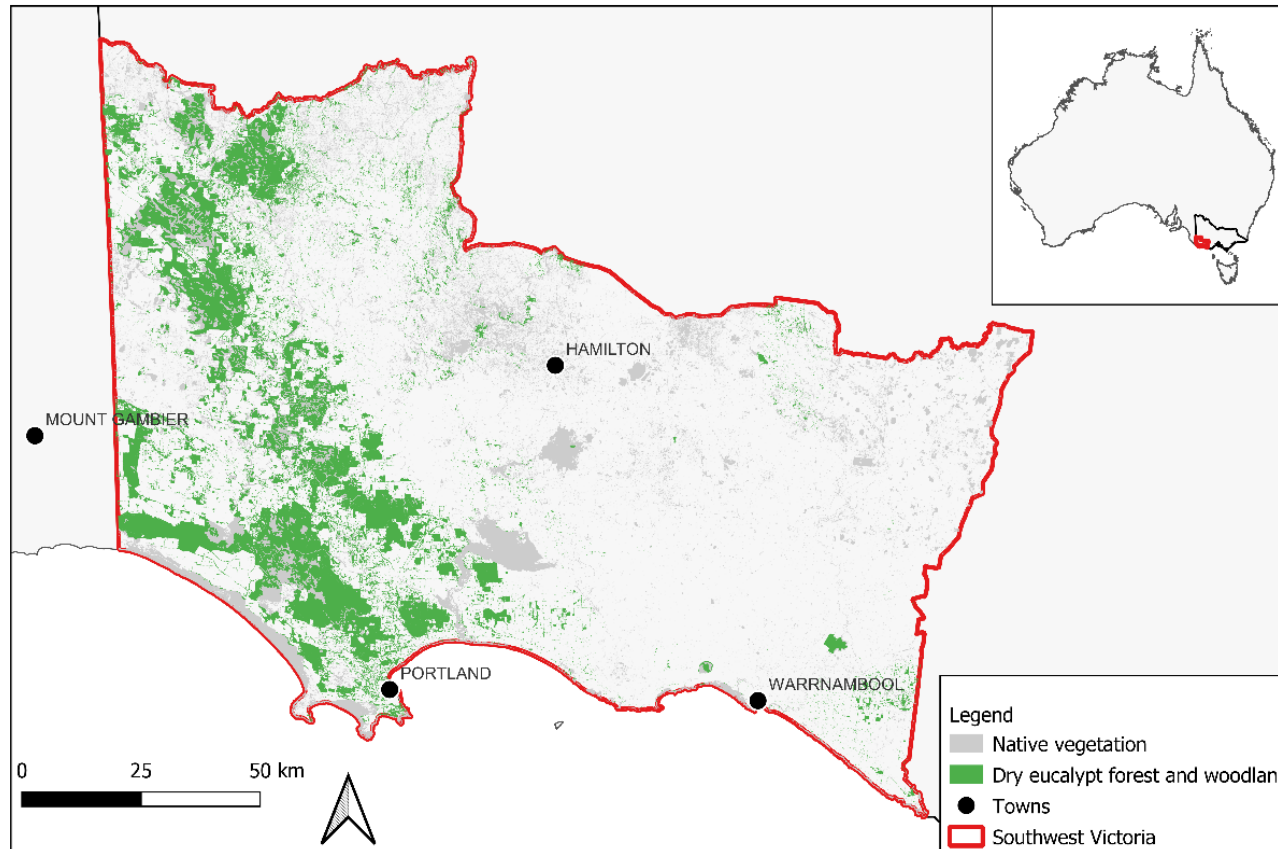 HAMILTON
MOUNT GAMBIER
PORTLAND
WARRNAMBOOL
0 25 50 km
Legend
Native vegetation
Dry eucalypt forest and woodlan
Towns
Southwest Victoria